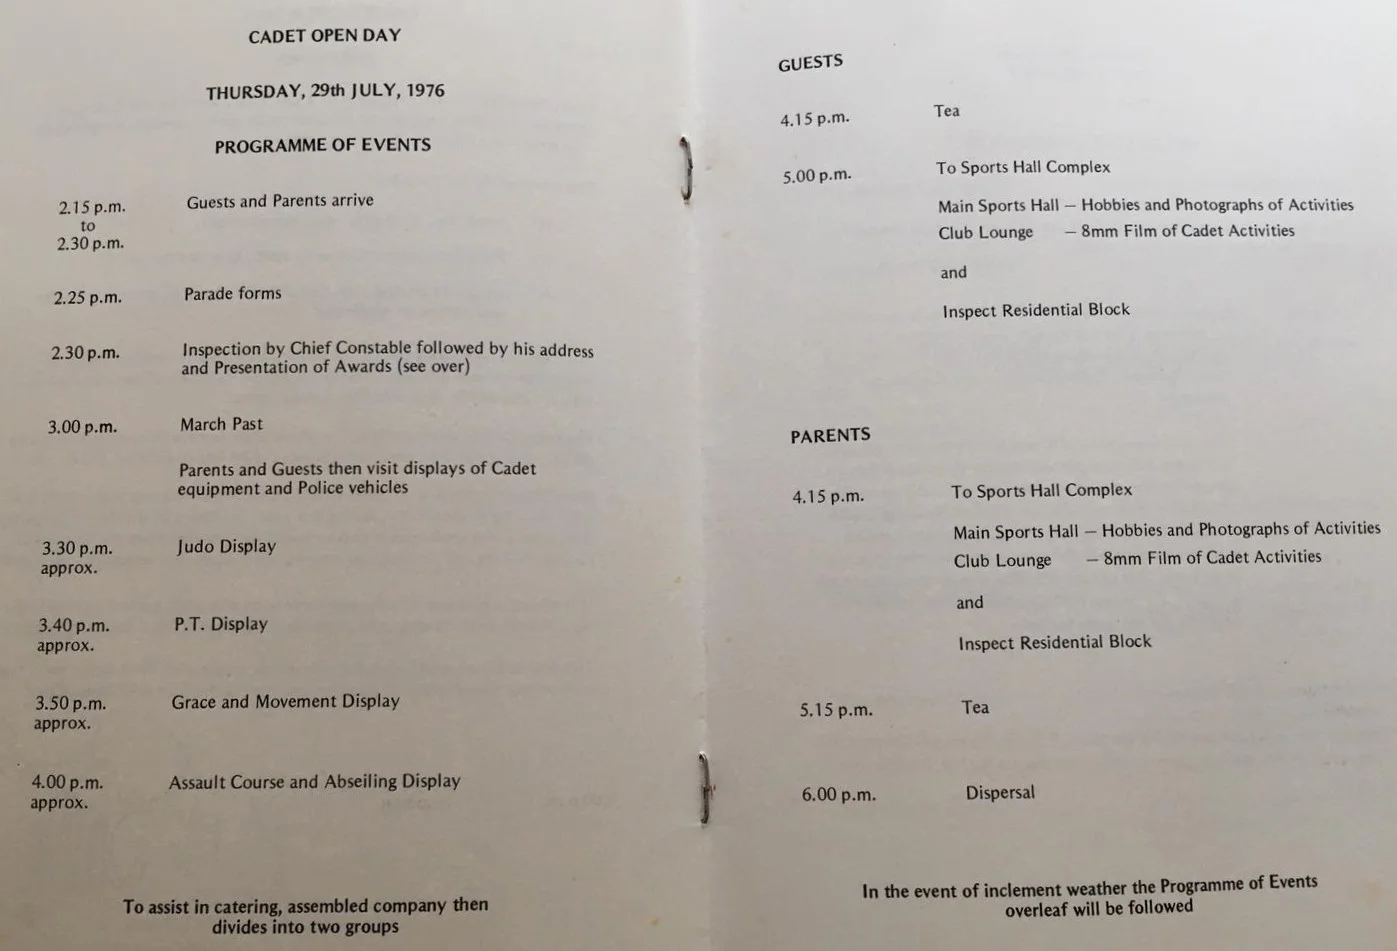 CADET OPEN DAY
THURSDAY, 29th JULY, 1976
PROGRAMME OF EVENTS
2.15 p.m. Guests and Parents arrive
to
2.30 p.m.
2.25 p.m. Parade forms
2.30 p.m. Inspection by Chief Constable followed by his address
and Presentation of Awards (see over)
3.00 p.m. March Past
Parents and Guests then visit displays of Cadet
equipment and Police vehicles
3.30 p.m. Judo Display
approx.
3.40 p.m. P.T. Display
approx.
3.50 p.m. Grace and Movement Display
approx.
4.00 p.m. Assault Course and Abseiling Display
approx.
To assist in catering, assembled company then
divides into two groups
GUESTS
4.15 p.m. Tea
5.00 p.m. To Sports Hall Complex
Main Sports Hall — Hobbies and Photographs of Activities
Club Lounge — 8mm Film of Cadet Activities
and
Inspect Residential Block
PARENTS
4.15 p.m. To Sports Hall Complex
Main Sports Hall — Hobbies and Photographs of Activities
Club Lounge — 8mm Film of Cadet Activities
and
Inspect Residential Block
5.15 p.m. Tea
6.00 p.m. Dispersal
In the event of inclement weather the Programme of Events
overleaf will be followed